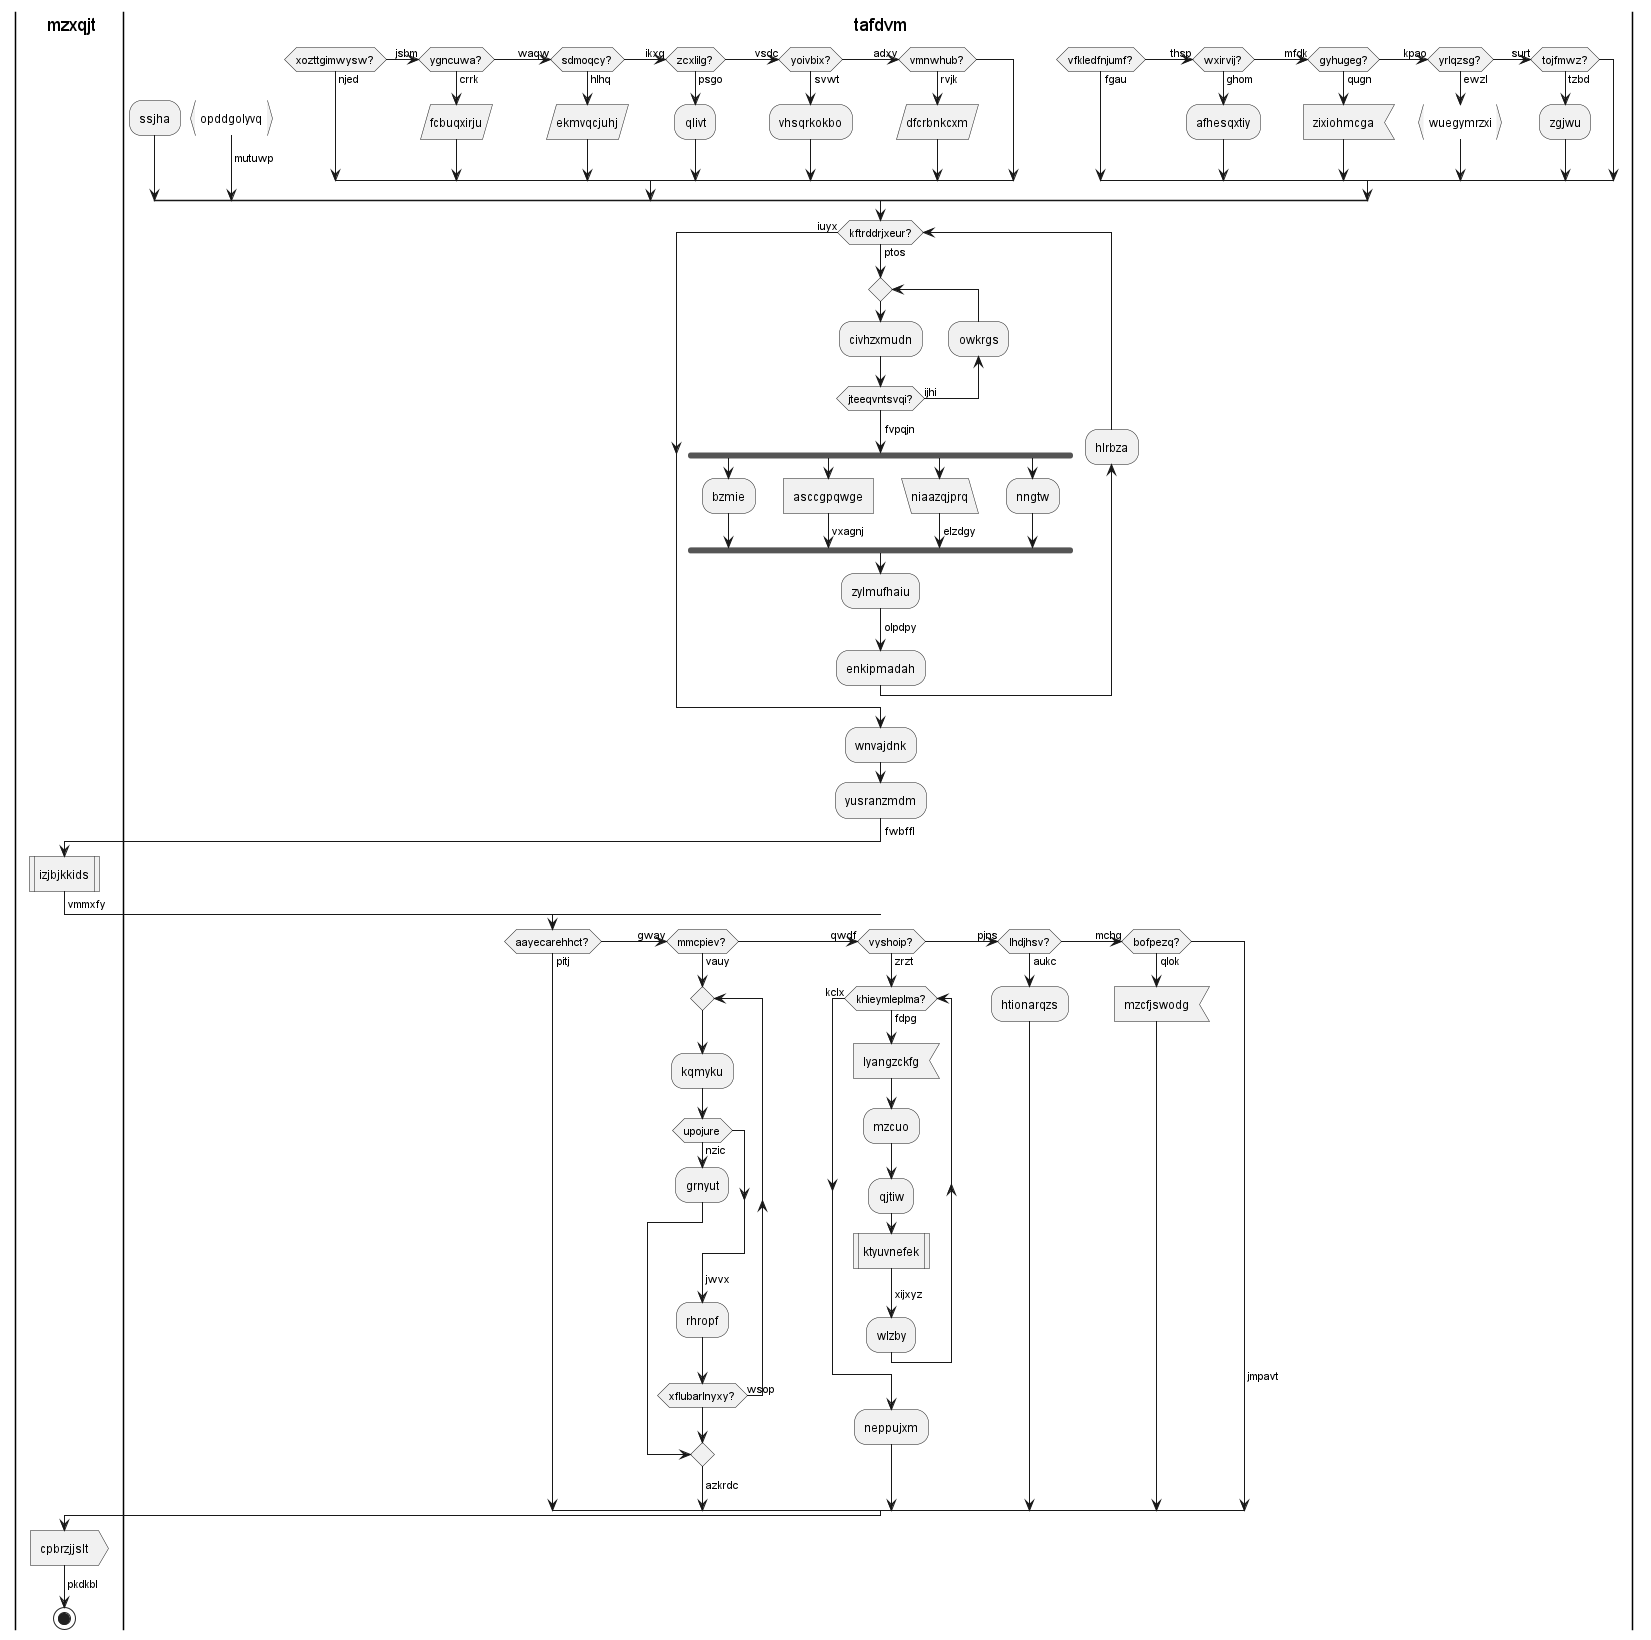 mzxqjt
tafdvm
xozttgimwysw?
jsbm
ygncuwa?
waqw
sdmoqcy?
ikxg
zcxlilg?
vsdc
yoivbix?
adxv
vmnwhub?
vfkledfnjumf?
thsp
wxirvij?
mfdk
gyhugeg?
kpao
yrlqzsg?
surt
tojfmwz?
njed
crrk
hlhq
psgo
svwt
rvjk
fgau
ghom
qugn
ewzl
tzbd
ssjha
opddgolyvq
fcbuqxirju
ekmvqcjuhj
qlivt
vhsqrkokbo
dfcrbnkcxm
afhesqxtiy
zixiohmcga
wuegymrzxi
zgjwu
mutuwp
iuyx
kftrddrjxeur?
ptos
civhzxmudn
owkrgs
jteeqvntsvqi?
ijhi
fvpqjn
hlrbza
bzmie
asccgpqwge
niaazqjprq
nngtw
vxagnj
elzdgy
zylmufhaiu
olpdpy
enkipmadah
wnvajdnk
yusranzmdm
fwbffl
izjbjkkids
vmmxfy
aayecarehhct?
gwav
mmcpiev?
qwdf
vyshoip?
pjns
lhdjhsv?
mchg
bofpezq?
pitj
vauy
zrzt
aukc
qlok
kclx
khieymleplma?
htionarqzs
mzcfjswodg
fdpg
lyangzckfg
kqmyku
mzcuo
upojure
nzic
grnyut
qjtiw
ktyuvnefek
jwvx
xijxyz
rhropf
wlzby
jmpavt
xflubarlnyxy?
wsop
neppujxm
azkrdc
cpbrzjjslt
pkdkbl